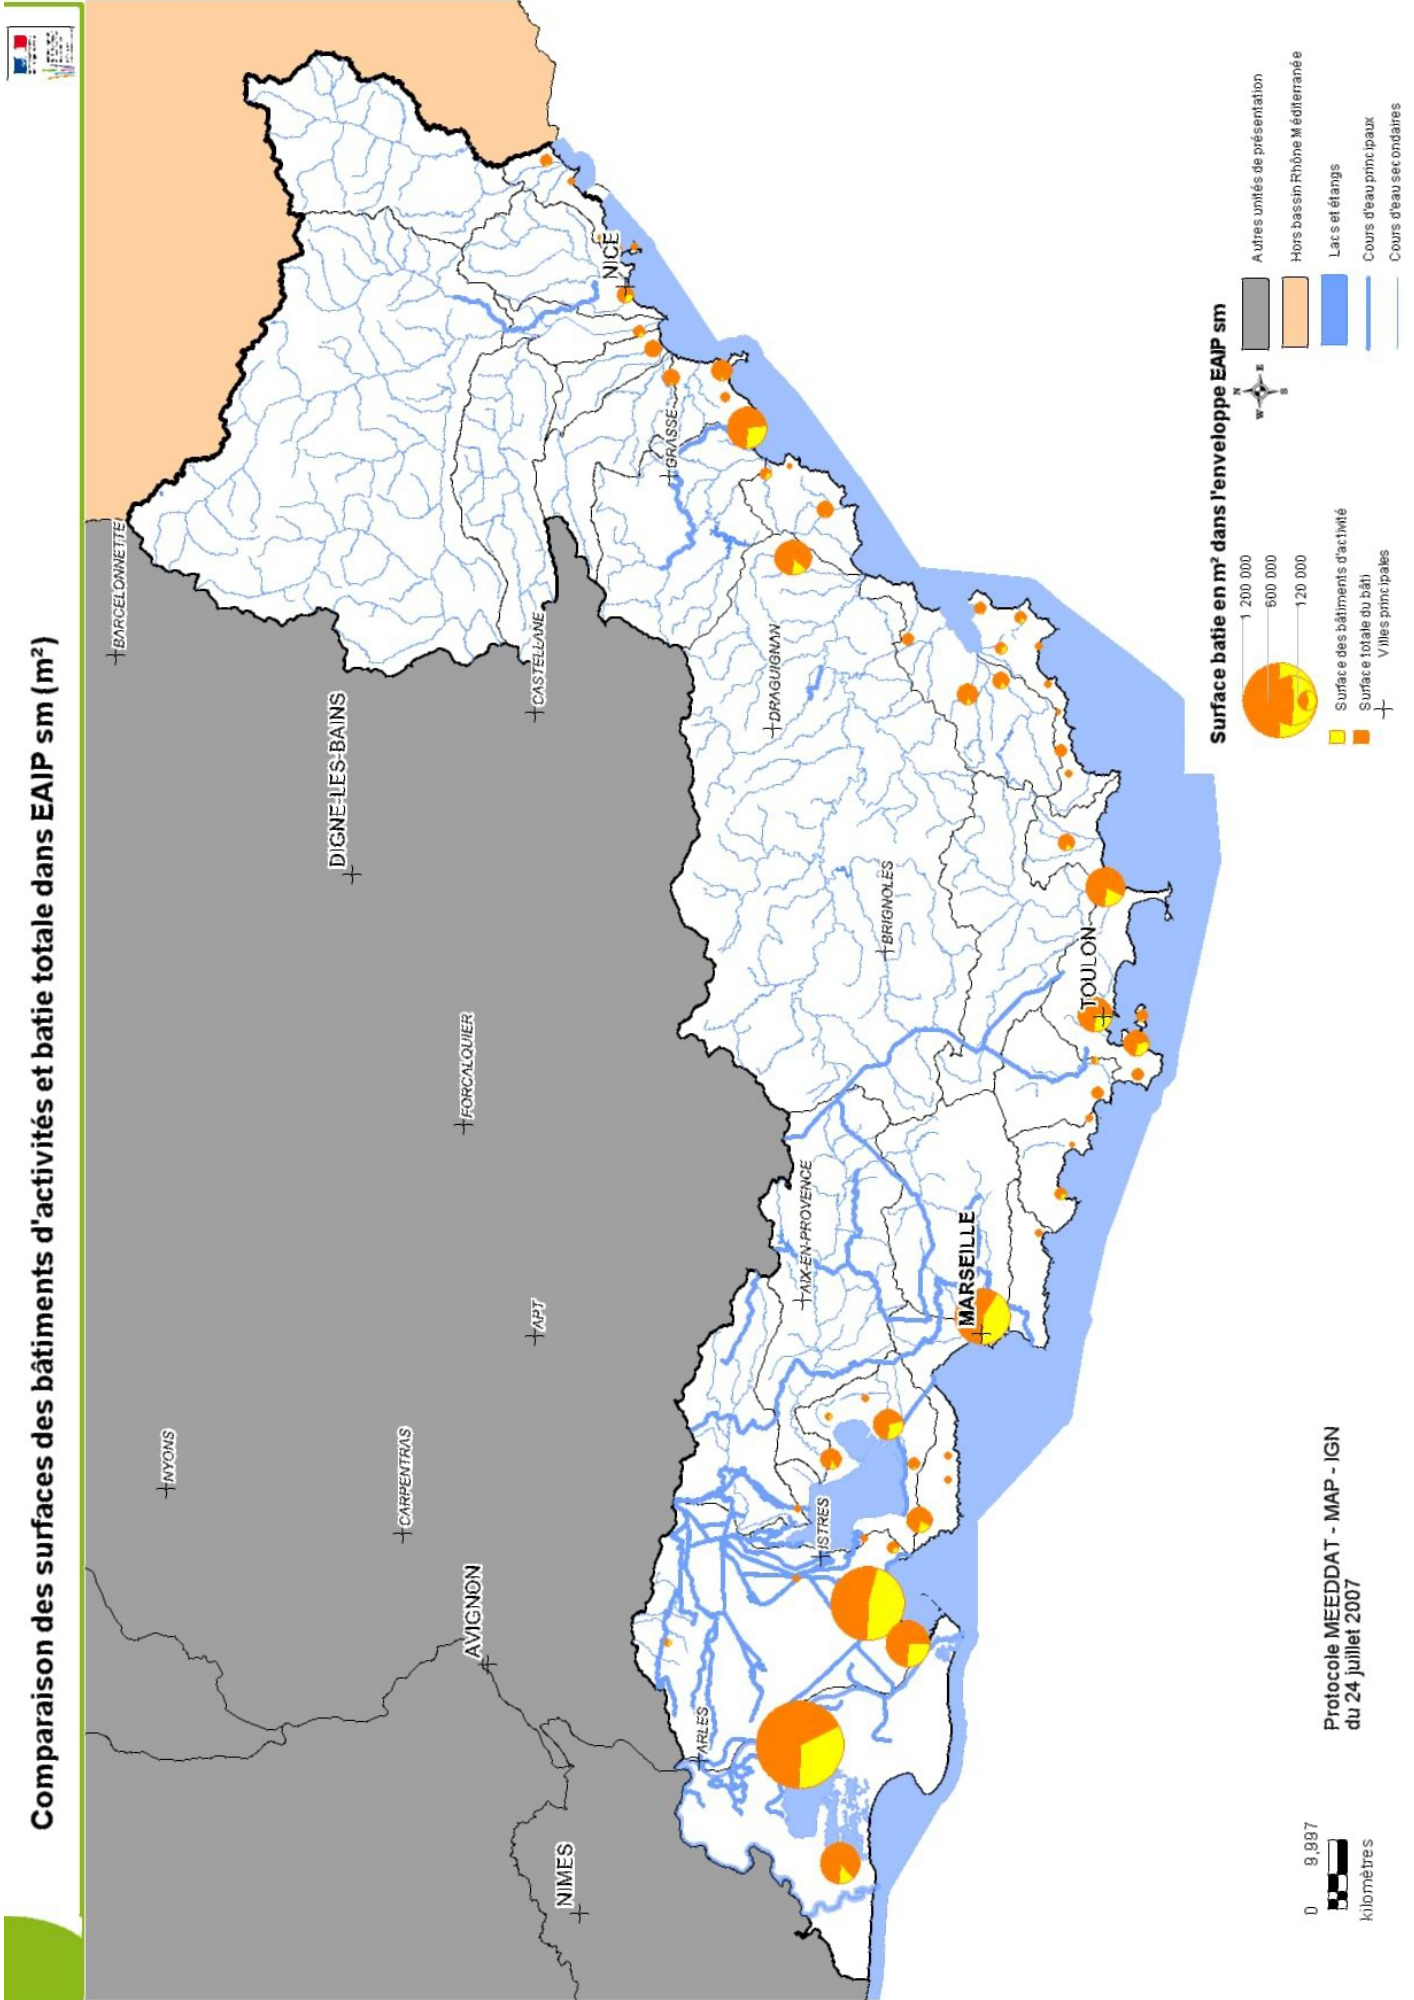 Comparaison des surfaces des bâtiments d'activités et batie totale dans EAIP sm (m²)
NYONS
BARCELONNETTE
CARPENTRAS
DIGNE-LES-BAINS
FORCALQUIER
AVIGNON
APT
CASTELLANE
NIMES
GRASSE
NICE
ARLES
AIX-EN-PROVENCE
DRAGUIGNAN
ISTRES
BRIGNOLES
MARSEILLE
TOULON
0 9,997
kilomètres
Protocole MEEDDAT - MAP - IGN
du 24 juillet 2007
Surface batie en m² dans l'enveloppe EAIP sm
1 200 000
600 000
120 000
Surface des bâtiments d'activité
Surface totale du bâti
Villes principales
N
W E
S
Autres unités de présentation
Hors bassin Rhône Méditerranée
Lacs et étangs
Cours d'eau principaux
Cours d'eau secondaires